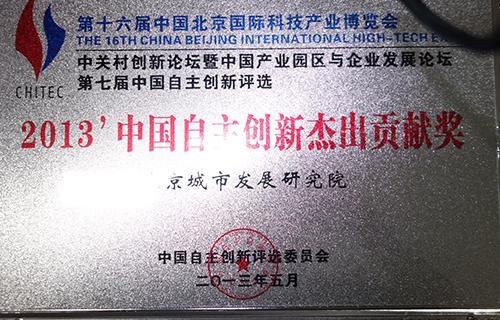 第十六届中国北京国际科技产业博览会
THE 16TH CHINA BEIJING INTERNATIONAL HIGH-TECH
CHITEC
中关村创新论坛暨中国产业园区与企业发展论坛
第七届中国自主创新评选
2013'中国自主创新杰出贡献奖
京城市发展研究院
中国自主创新评选委员会
二〇一三年五月